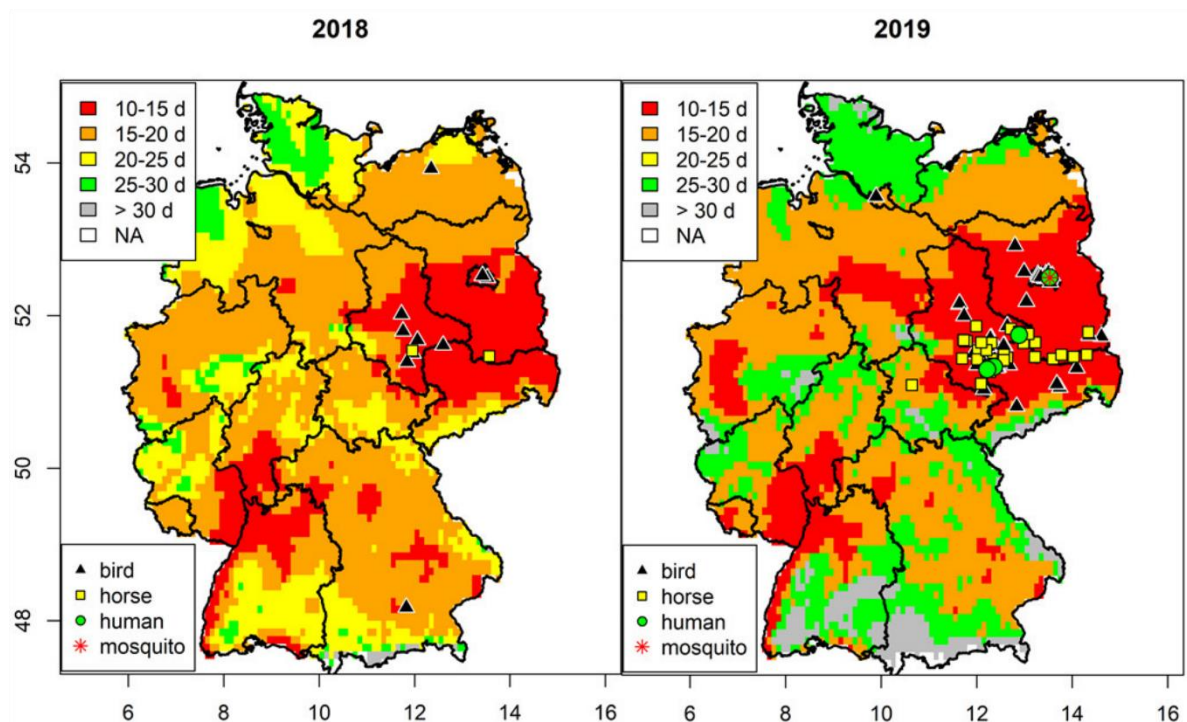 2018
2019
10-15 d
15-20 d
20-25 d
25-30 d
> 30 d
NA
10-15 d
15-20 d
20-25 d
25-30 d
> 30 d
NA
54
52
50
48
bird
horse
human
mosquito
bird
horse
human
mosquito
6 8 10 12 14 16
6 8 10 12 14 16